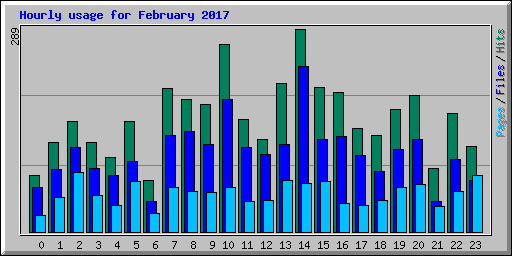 Hourly usage for February 2017
289
Pages/Files/Hits
0 1 2 3 4 5 6 7 8 9 10 11 12 13 14 15 16 17 18 19 20 21 22 23